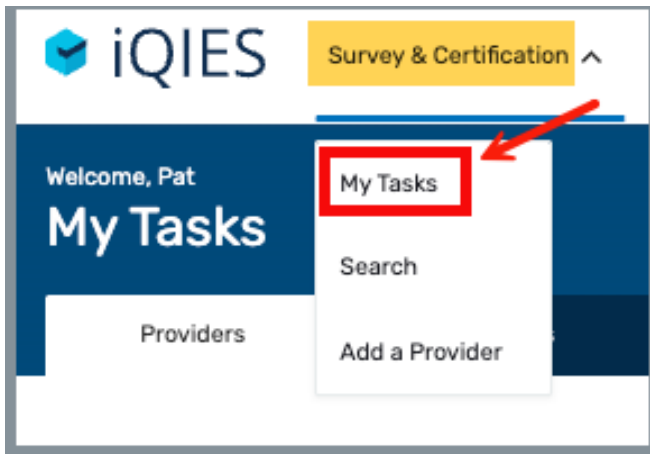 iQIES
Survey & Certification
Welcome, Pat
My Tasks
My Tasks
Search
Providers
Add a Provider